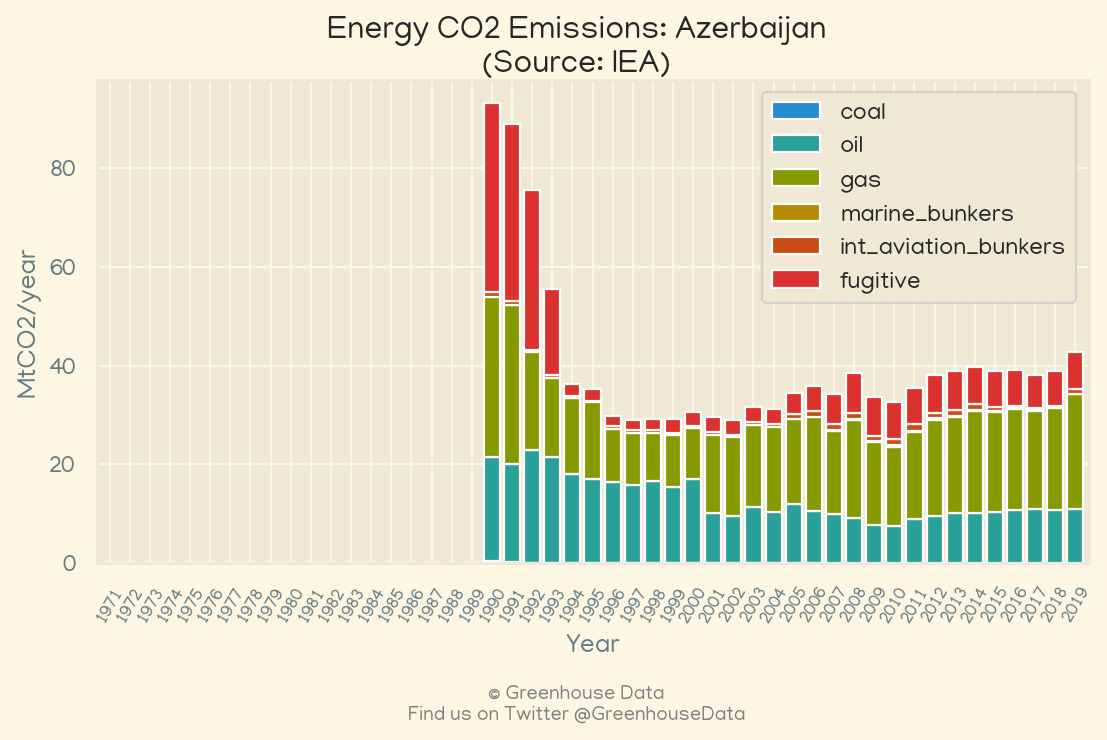 Energy CO2 Emissions: Azerbaijan
(Source: IEA)
coal
oil
gas
marine_bunkers
int_aviation_bunkers
fugitive
MtCO2/year
80
60
40
20
0
1971 1972 1973 1974 1975 1976 1977 1978 1979 1980 1981 1982 1983 1984 1985 1986 1987 1988 1989 1990 1991 1992 1993 1994 1995 1996 1997 1998 1999 2000 2001 2002 2003 2004 2005 2006 2007 2008 2009 2010 2011 2012 2013 2014 2015 2016 2017 2018 2019
Year
© Greenhouse Data
Find us on Twitter @GreenhouseData